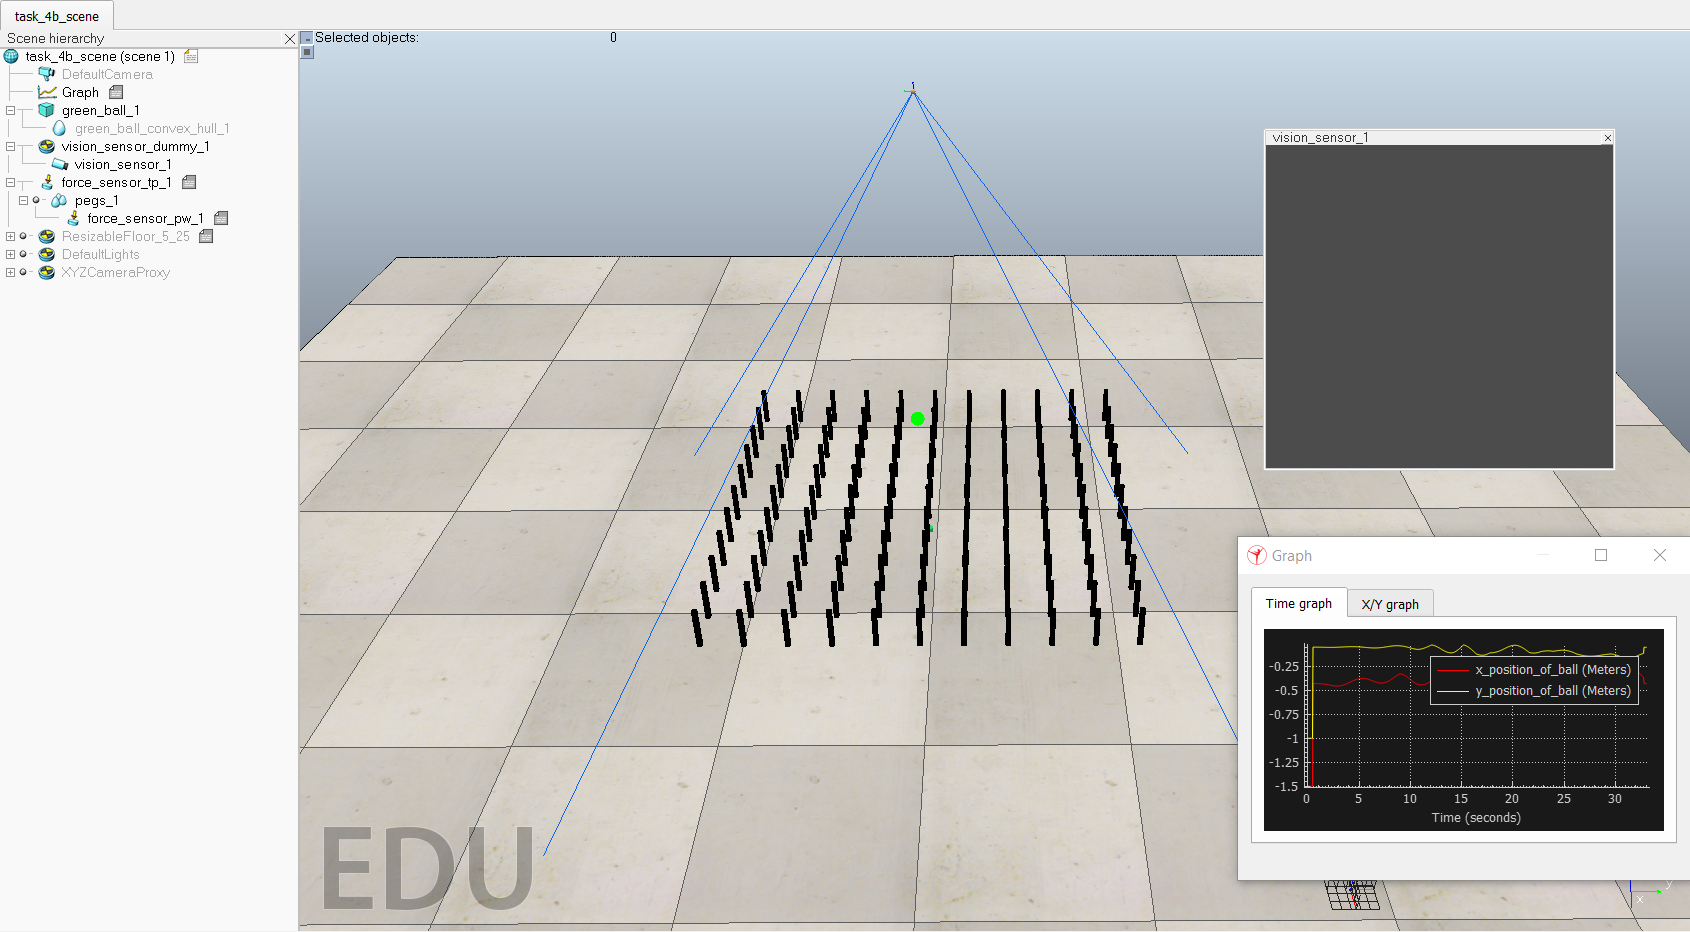 task_4b_scene
Scene hierarchy
Selected objects: 0
task_4b_scene (scene 1)
DefaultCamera
Graph
green_ball_1
green_ball_convex_hull_1
vision_sensor_dummy_1
vision_sensor_1
force_sensor_tp_1
pegs_1
force_sensor_pw_1
ResizableFloor_5_25
DefaultLights
XYZCameraProxy
vision_sensor_1
Graph
Time graph
X/Y graph
x_position_of_ball (Meters)
y_position_of_ball (Meters)
-0.25
-0.5
-0.75
-1
-1.25
-1.5
0 5 10 15 20 25 30
Time (seconds)
EDU
y
x